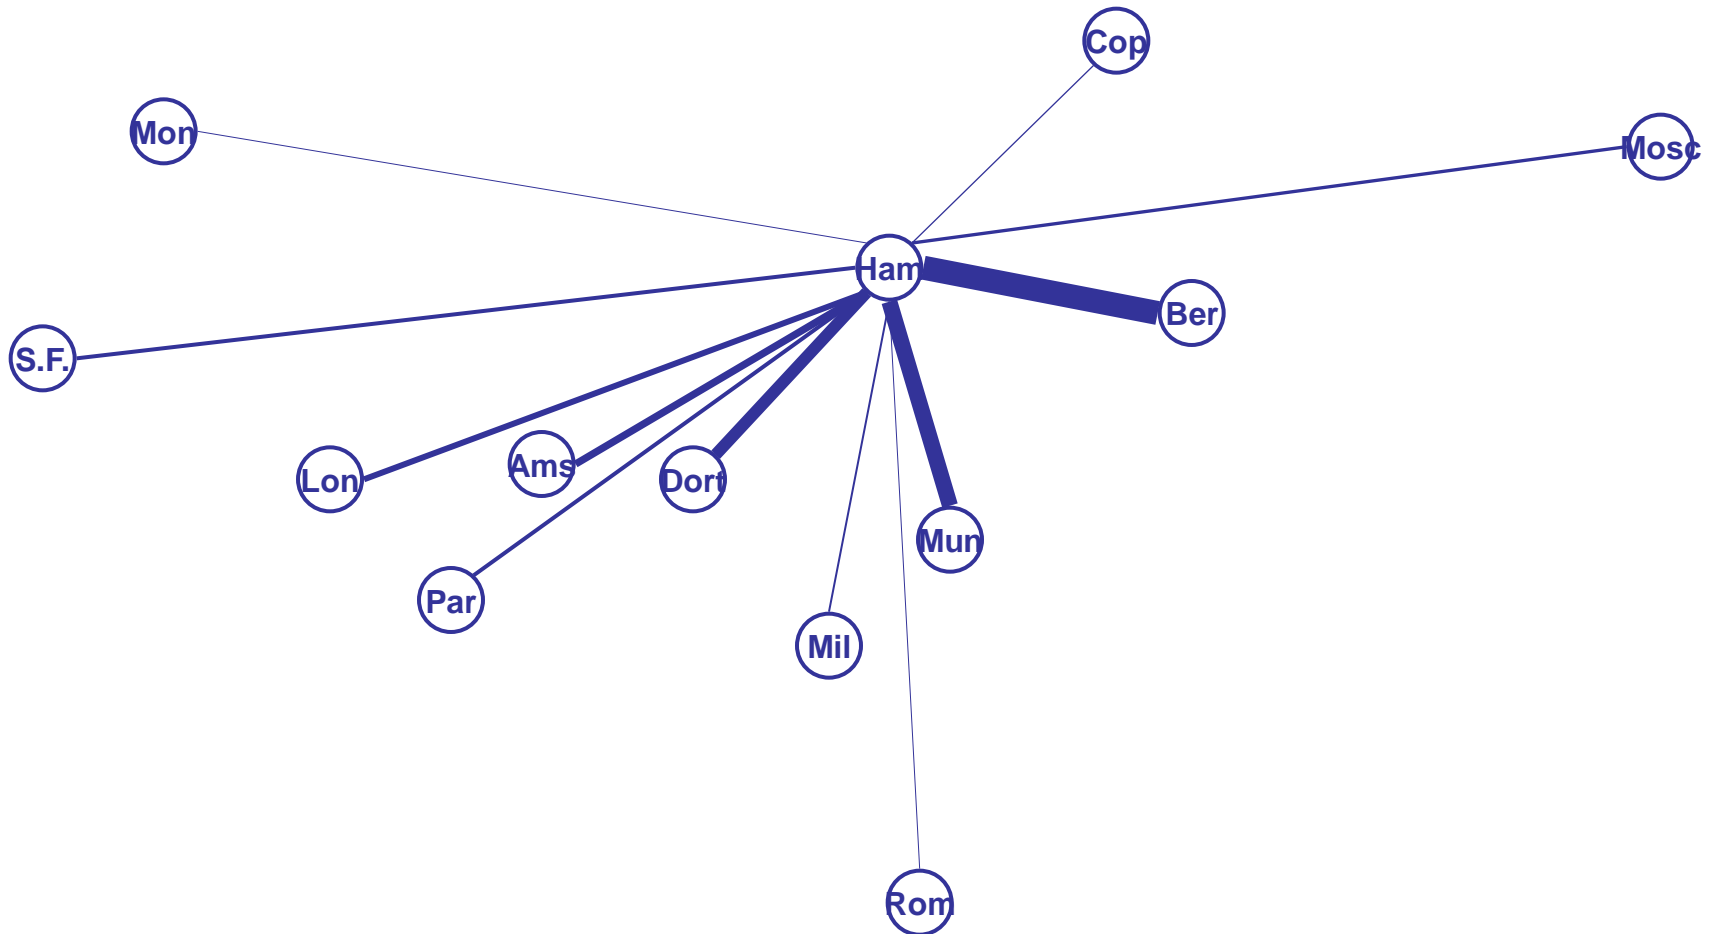 Cop
Mon
Mosc
Ham
Ber
S.F.
Ams
Lon
Dort
Mun
Par
Mil
Rom